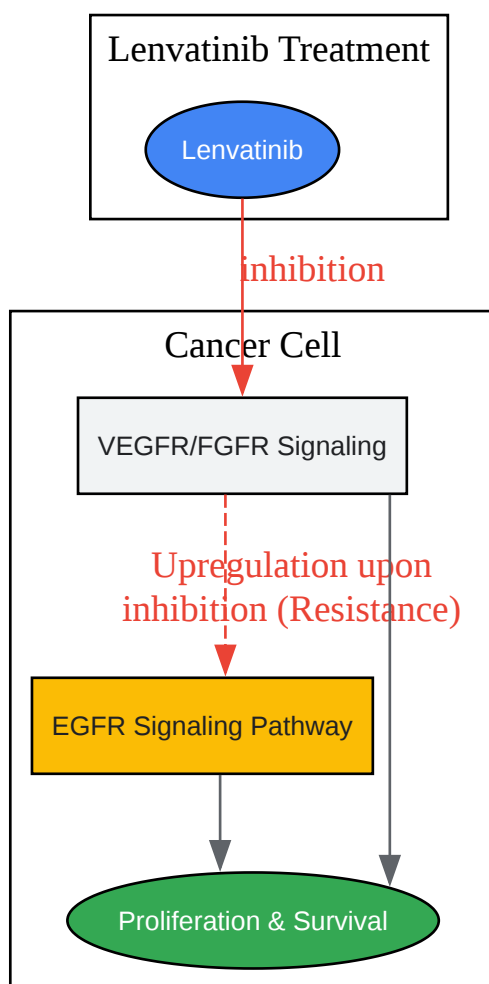 Lenvatinib Treatment
Lenvatinib
inhibition
Cancer Cell
VEGFR/FGFR Signaling
Upregulation upon
inhibition (Resistance)
EGFR Signaling Pathway
Proliferation & Survival